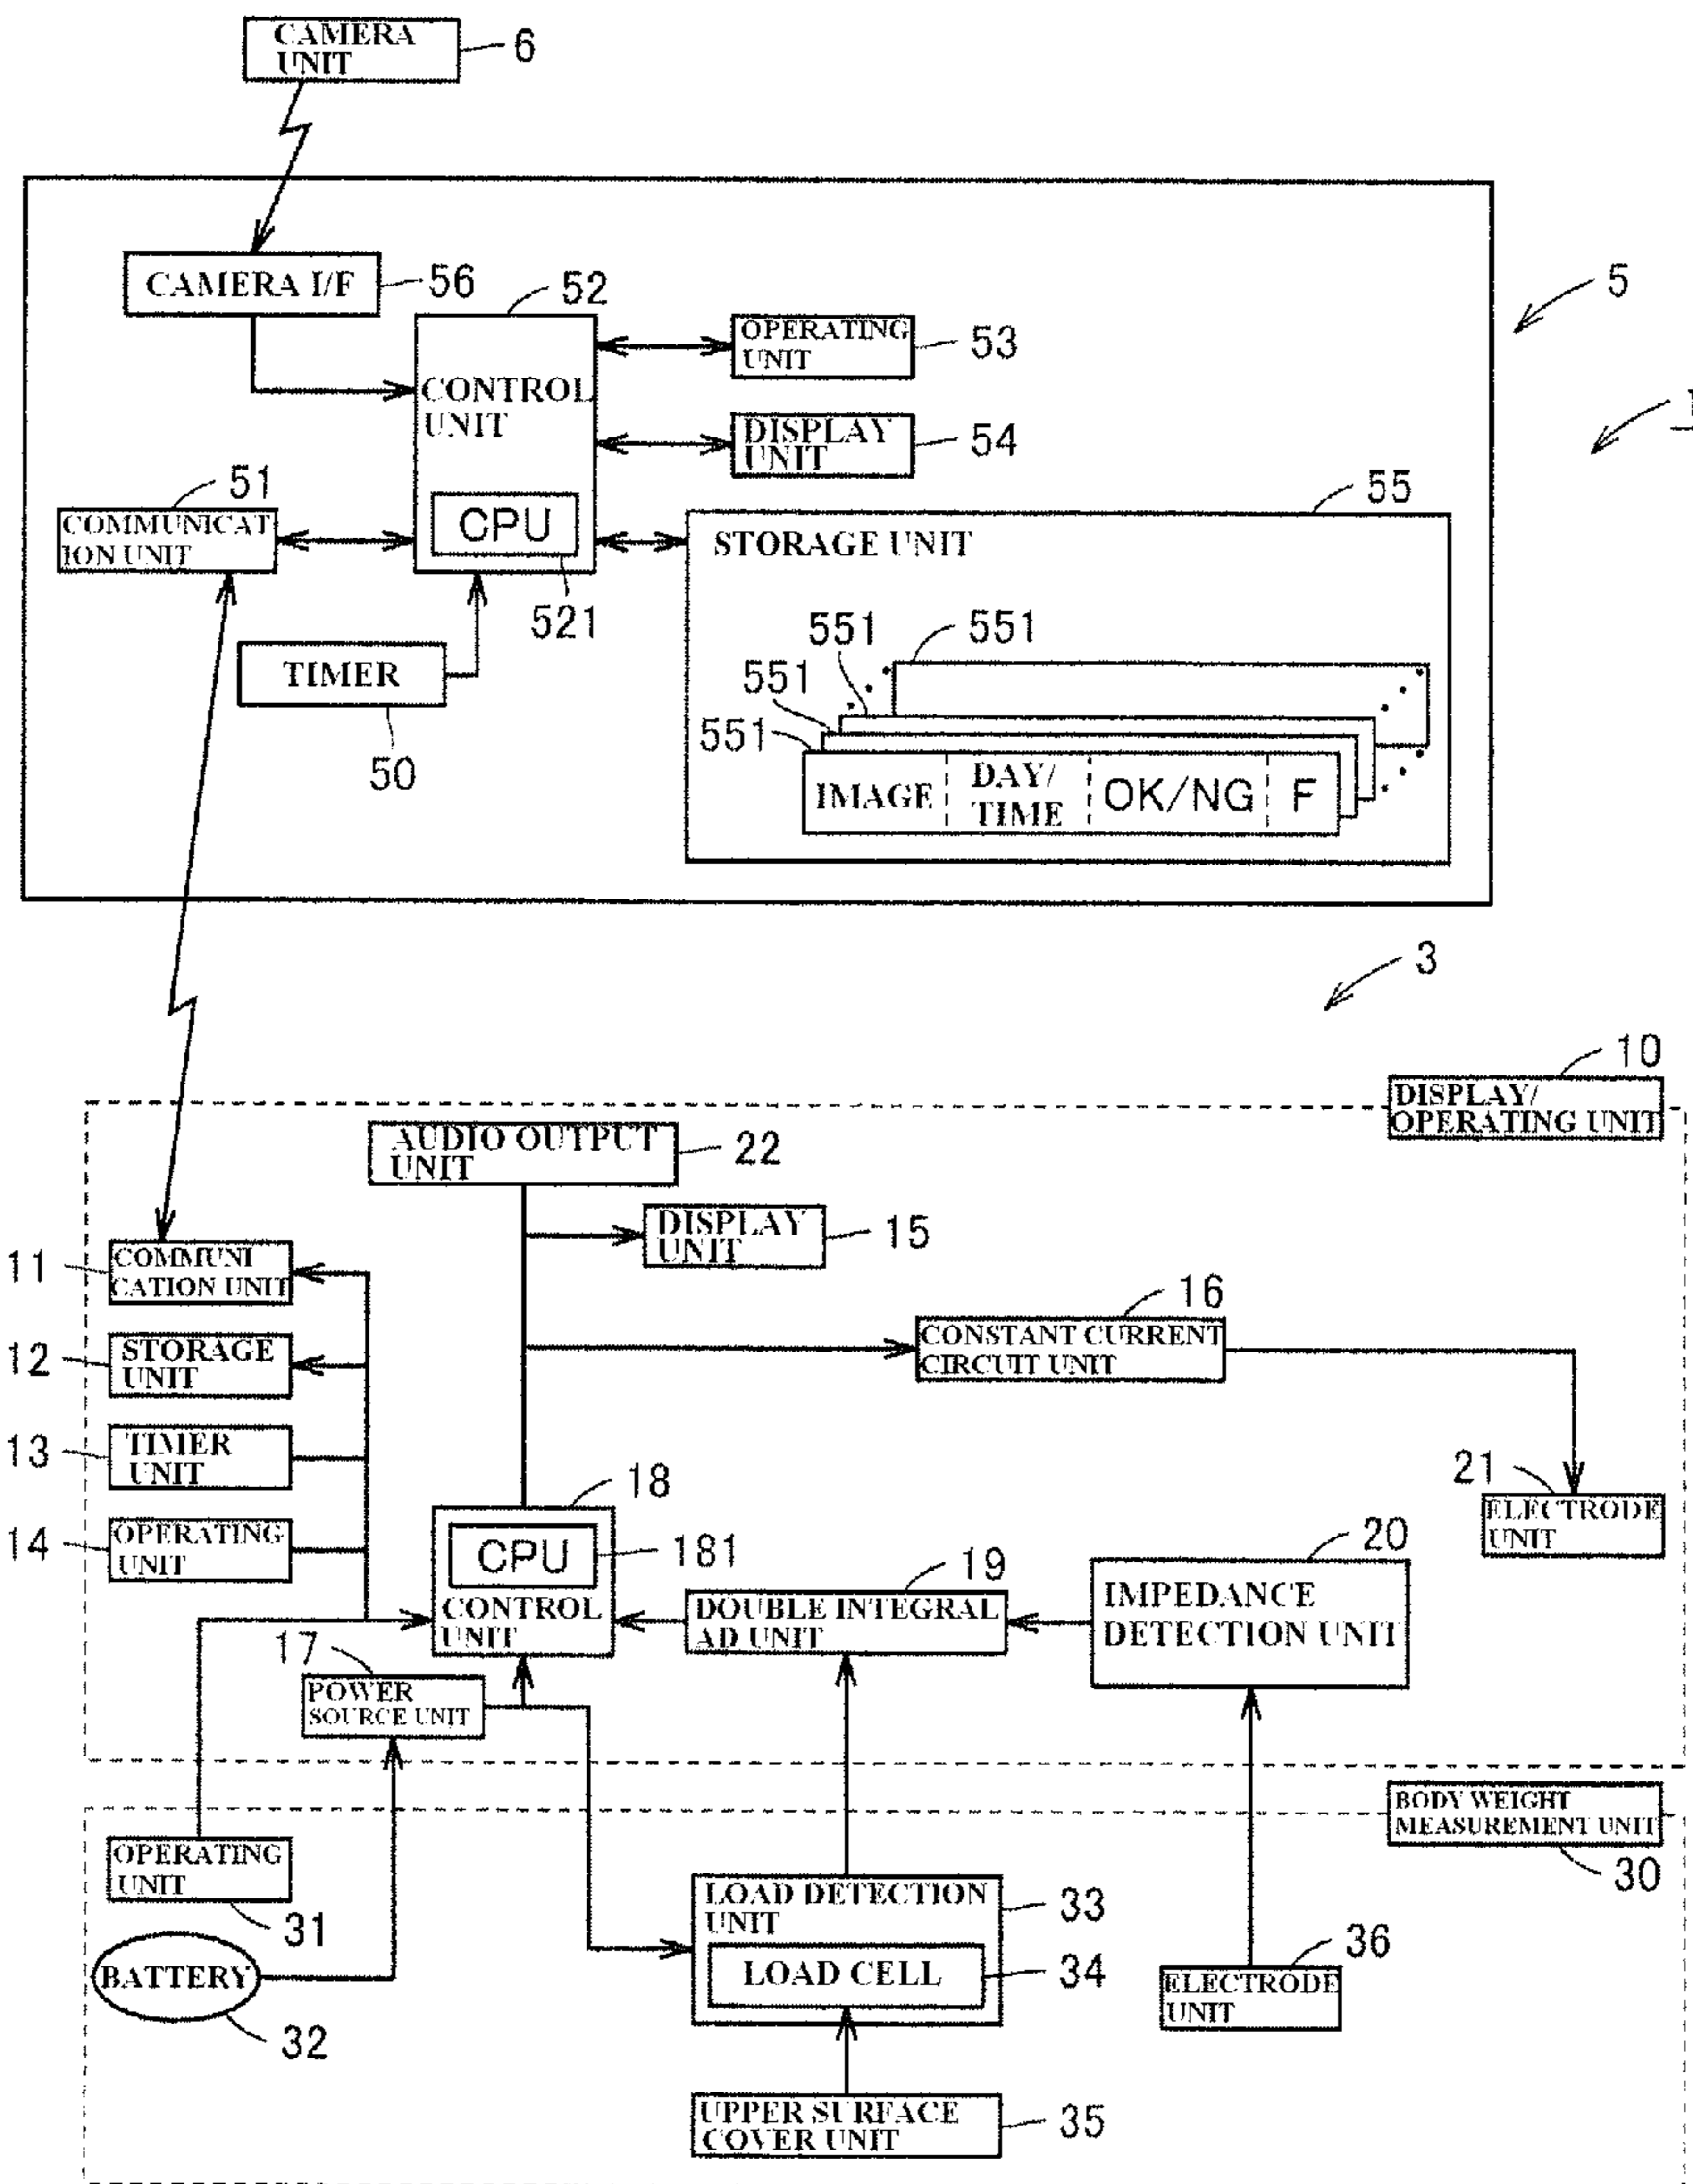 CAMERA
UNIT
6
CAMERA I/F
56
52
5
OPERATING
UNIT
53
CONTROL
UNIT
1
DISPLAY
UNIT
54
51
55
COMMUNICAT
ION UNIT
CPU
STORAGE UNIT
521
551
551
TIMER
551
551
50
IMAGE
DAY/
TIME
OK/NG
F
3
10
DISPLAY/
OPERATING UNIT
AUDIO OUTPUT
UNIT
22
DISPLAY
UNIT
15
11
COMMUNI
CATION UNIT
16
CONSTANT CURRENT
CIRCUIT UNIT
12
STORAGE
UNIT
13
TIMER
UNIT
18
21
ELECTRODE
UNIT
14
OPERATING
UNIT
CPU
181
20
19
IMPEDANCE
DETECTION UNIT
CONTROL
UNIT
DOUBLE INTEGRAL
AD UNIT
17
POWER
SOURCE UNIT
BODY WEIGHT
MEASUREMENT UNIT
30
OPERATING
UNIT
31
LOAD DETECTION
UNIT
33
36
BATTERY
LOAD CELL
34
ELECTRODE
UNIT
32
UPPER SURFACE
COVER UNIT
35